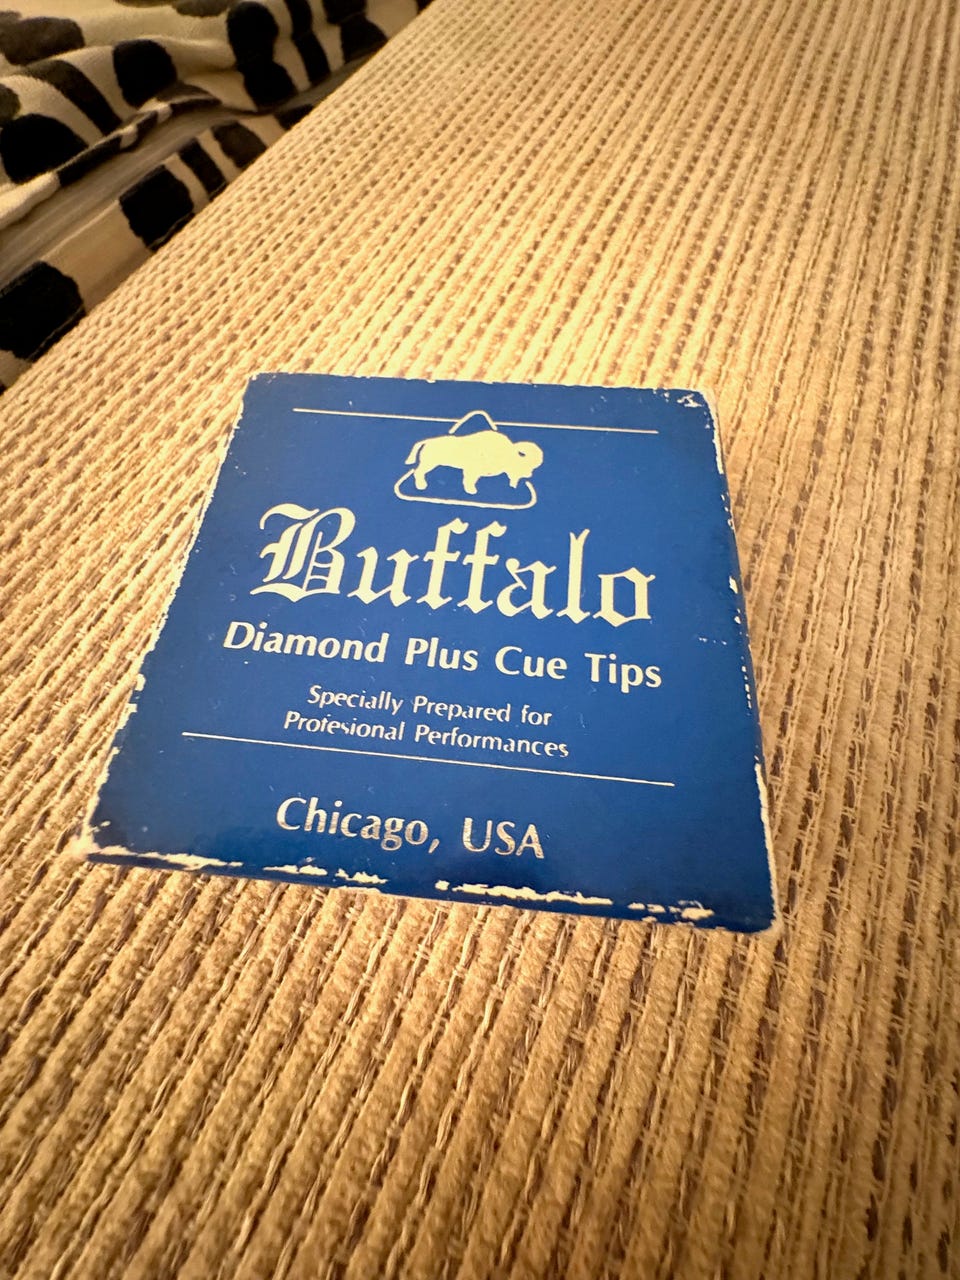 Buffalo
Diamond Plus Cue Tips
Specially Prepared for
Profesional Performances
Chicago, USA